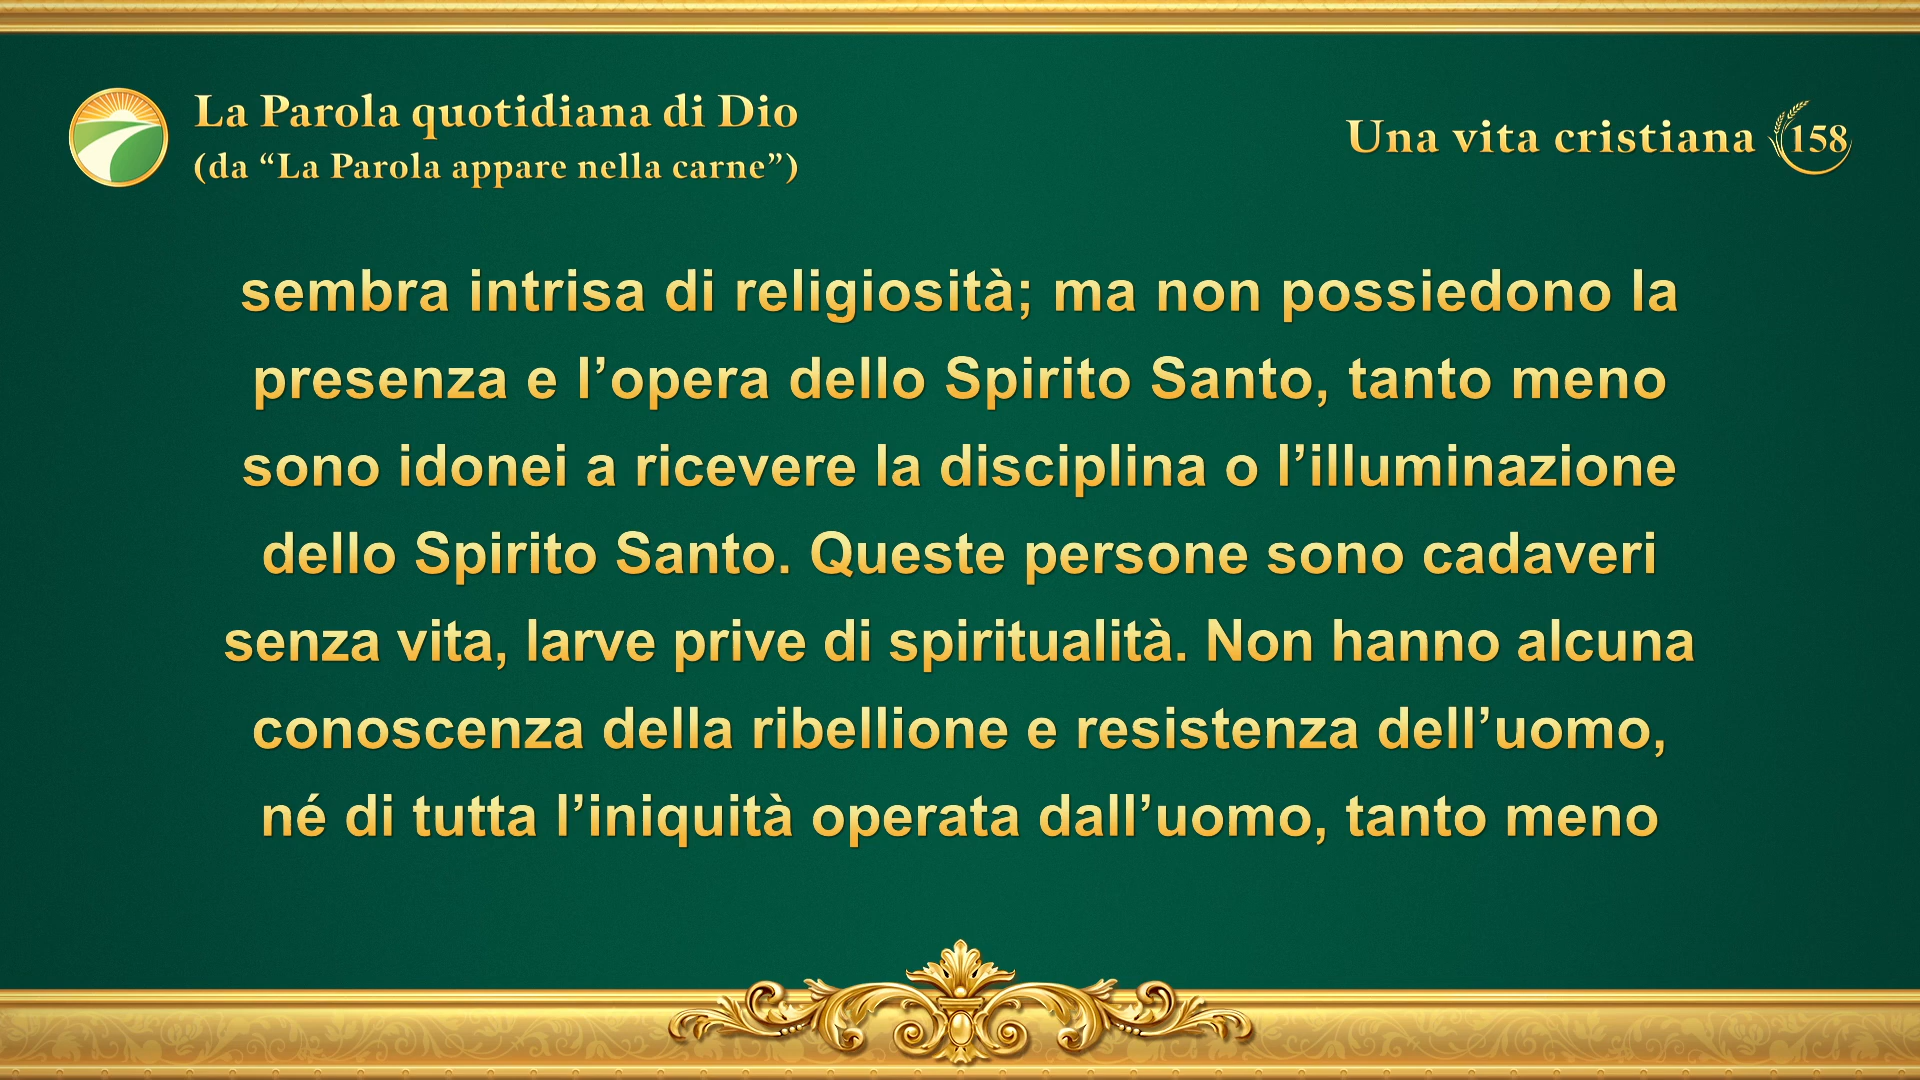 La Parola quotidiana di Dio
(da “La Parola appare nella carne”)
Una vita cristiana 158
sembra intrisa di religiosità; ma non possiedono la
presenza e l’opera dello Spirito Santo, tanto meno
sono idonei a ricevere la disciplina o l’illuminazione
dello Spirito Santo. Queste persone sono cadaveri
senza vita, larve prive di spiritualità. Non hanno alcuna
conoscenza della ribellione e resistenza dell’uomo,
né di tutta l’iniquità operata dall’uomo, tanto meno